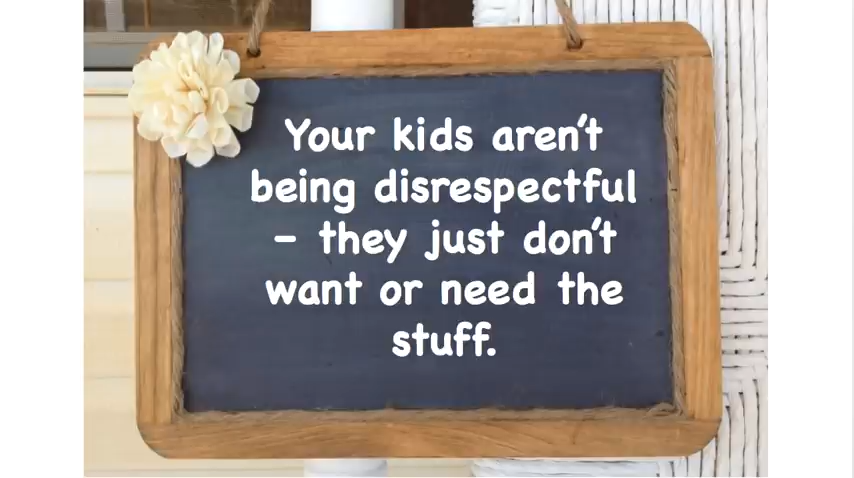 Your kids aren't
being disrespectful
– they just don't
want or need the
stuff.